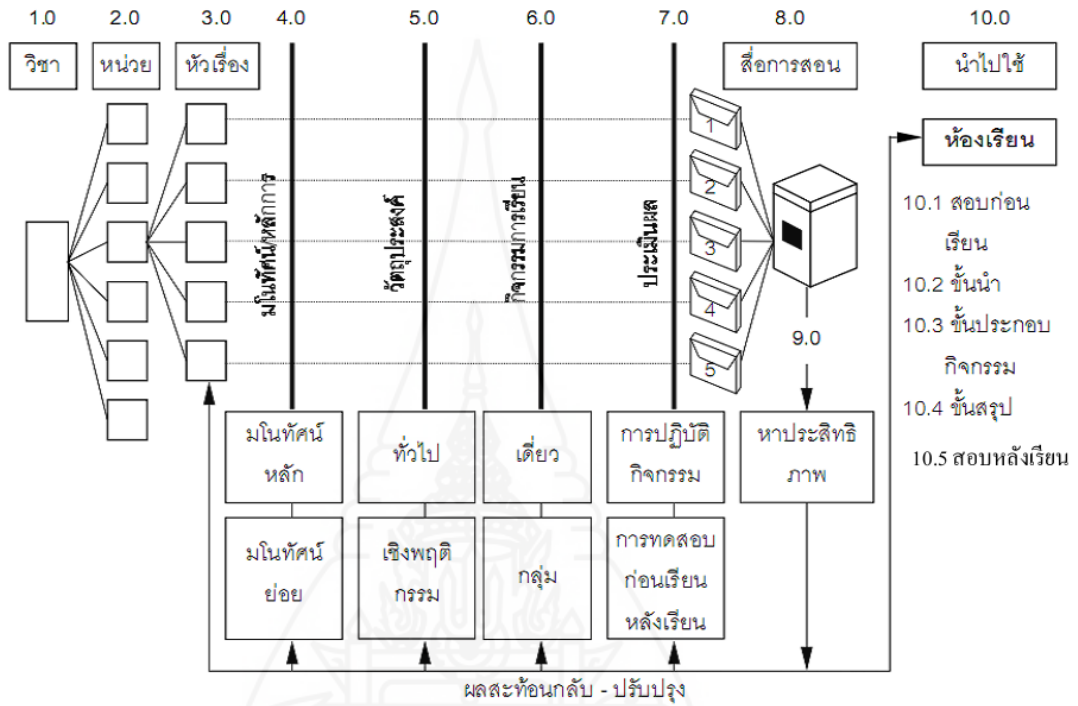 1.0 2.0 3.0 4.0 5.0 6.0 7.0 8.0 10.0
วิชา หน่วย หัวเรื่อง สื่อการสอน นำไปใช้
มโนทัศน์/หลักการ
วัตถุประสงค์
กิจกรรมการเรียน
ประเมินผล
1
2
3
4
5
9.0
ห้องเรียน
10.1 สอบก่อน
เรียน
10.2 ขั้นนำ
10.3 ขั้นประกอบ
กิจกรรม
10.4 ขั้นสรุป
10.5 สอบหลังเรียน
มโนทัศน์
หลัก
ทั่วไป
เดี่ยว
การปฏิบัติ
กิจกรรม
หาประสิทธิ
ภาพ
มโนทัศน์
ย่อย
เชิงพฤติ
กรรม
กลุ่ม
การทดสอบ
ก่อนเรียน
หลังเรียน
ผลสะท้อนกลับ - ปรับปรุง